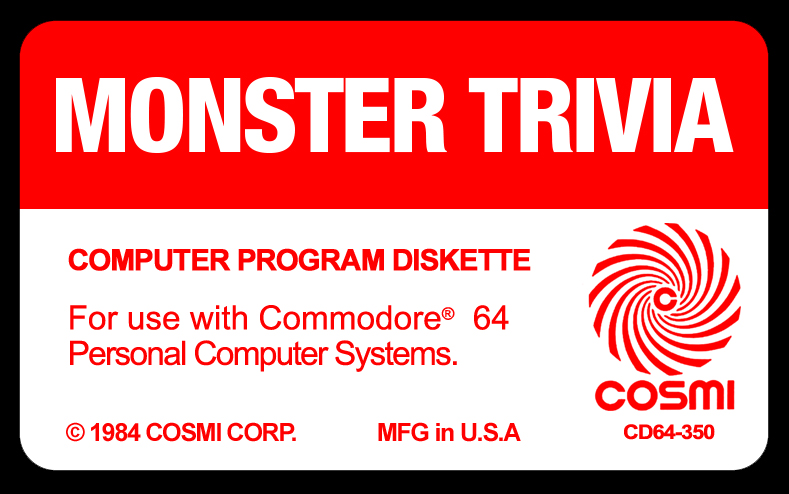 MONSTER TRIVIA
COMPUTER PROGRAM DISKETTE
For use with Commodore® 64
Personal Computer Systems.
C
COSMI
© 1984 COSMI CORP. MFG in U.S.A
CD64-350